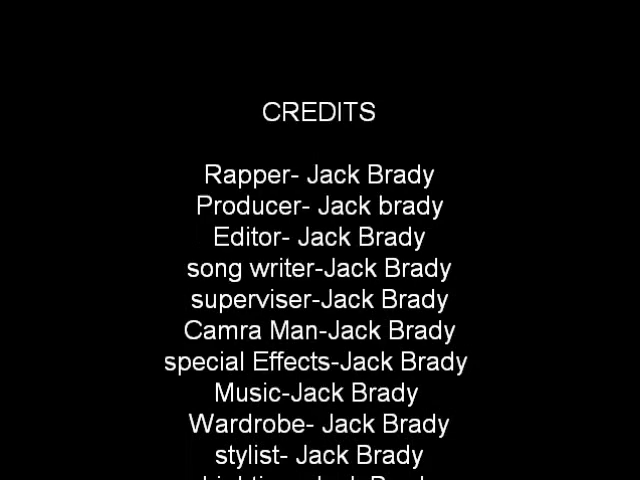 CREDITS
Rapper- Jack Brady
Producer- Jack brady
Editor- Jack Brady
song writer-Jack Brady
superviser-Jack Brady
Camra Man-Jack Brady
special Effects-Jack Brady
Music-Jack Brady
Wardrobe- Jack Brady
stylist- Jack Brady